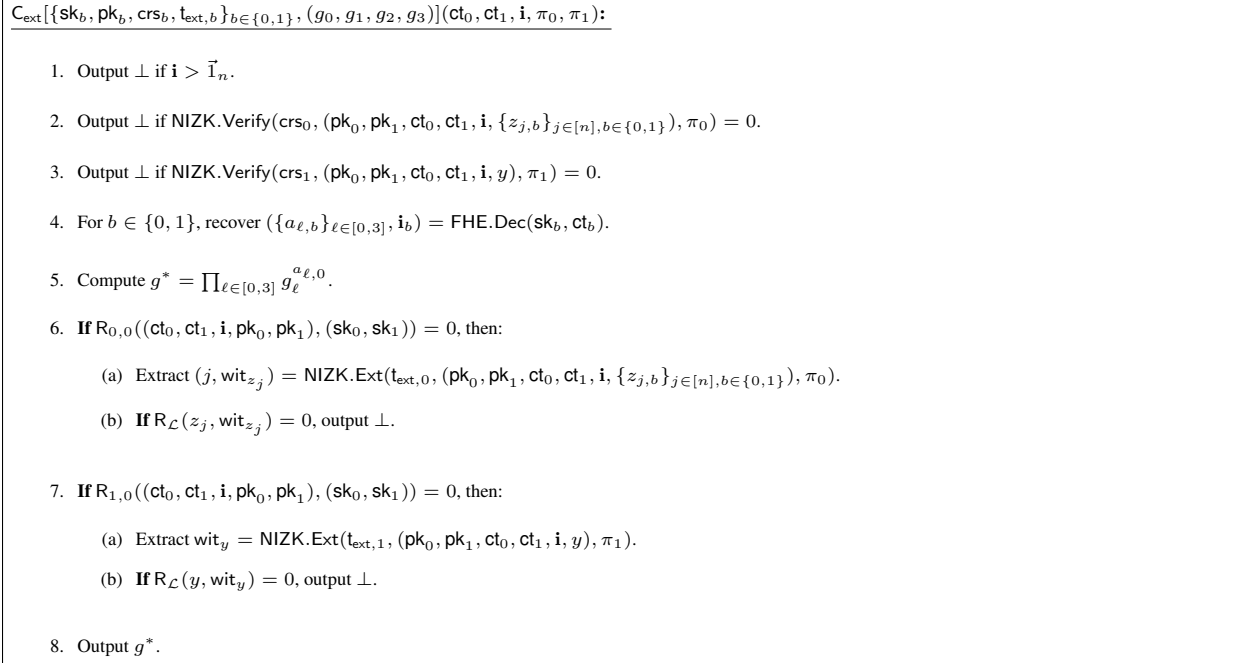 C_ext[{sk_b, pk_b, crs_b, t_{ext,b}}_{b∈{0,1}}, (g_0, g_1, g_2, g_3)](ct_0, ct_1, i, π_0, π_1):
1. Output ⊥ if i > \vec{1}_n.
2. Output ⊥ if NIZK.Verify(crs_0, (pk_0, pk_1, ct_0, ct_1, i, {z_{j,b}}_{j∈[n],b∈{0,1}}), π_0) = 0.
3. Output ⊥ if NIZK.Verify(crs_1, (pk_0, pk_1, ct_0, ct_1, i, y), π_1) = 0.
4. For b ∈ {0, 1}, recover ({a_{ℓ,b}}_{ℓ∈[0,3]}, i_b) = FHE.Dec(sk_b, ct_b).
5. Compute g^* = ∏_{ℓ∈[0,3]} g_ℓ^{a_{ℓ,0}}.
6. If R_{0,0}((ct_0, ct_1, i, pk_0, pk_1), (sk_0, sk_1)) = 0, then:
(a) Extract (j, wit_{z_j}) = NIZK.Ext(t_{ext,0}, (pk_0, pk_1, ct_0, ct_1, i, {z_{j,b}}_{j∈[n],b∈{0,1}}), π_0).
(b) If R_ℒ(z_j, wit_{z_j}) = 0, output ⊥.
7. If R_{1,0}((ct_0, ct_1, i, pk_0, pk_1), (sk_0, sk_1)) = 0, then:
(a) Extract wit_y = NIZK.Ext(t_{ext,1}, (pk_0, pk_1, ct_0, ct_1, i, y), π_1).
(b) If R_ℒ(y, wit_y) = 0, output ⊥.
8. Output g^*.